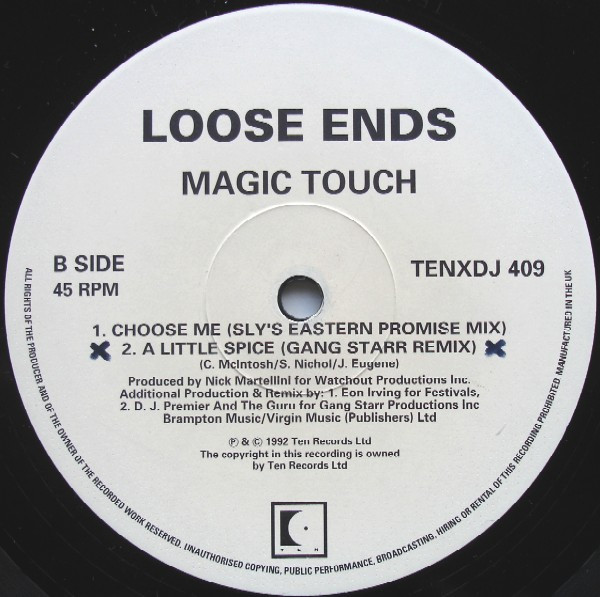 LOOSE ENDS
MAGIC TOUCH
B SIDE
45 RPM
TENXDJ 409
1. CHOOSE ME (SLY'S EASTERN PROMISE MIX)
2. A LITTLE SPICE (GANG STARR REMIX)
(C. McIntosh/S. Nichol/J. Eugene)
Produced by Nick Martellini for Watchout Productions Inc.
Additional Production & Remix by: 1. Eon Irving for Festivals,
2. D. J. Premier And The Guru for Gang Starr Productions Inc
Brampton Music/Virgin Music (Publishers) Ltd
℗ & © 1992 Ten Records Ltd
The copyright in this recording is owned
by Ten Records Ltd
TEN
ALL RIGHTS OF THE PRODUCER AND OF THE OWNER OF THE RECORDED WORK RESERVED. UNAUTHORISED COPYING, PUBLIC PERFORMANCE, BROADCASTING, HIRING OR RENTAL OF THIS RECORDING PROHIBITED. MANUFACTURED IN THE UK